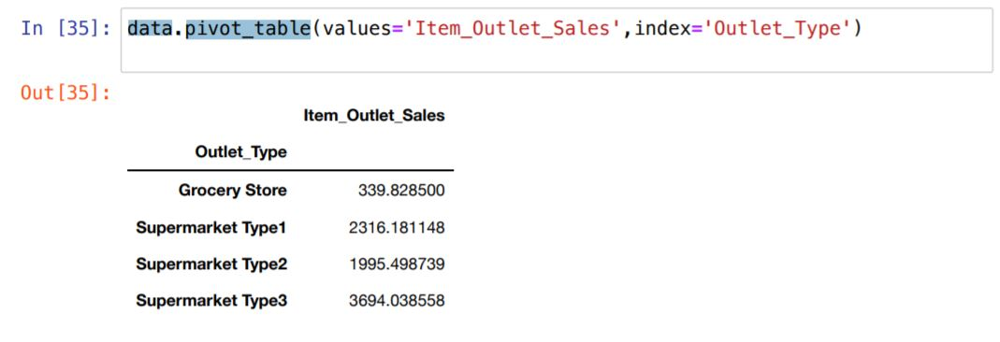 In [35]: data.pivot_table(values='Item_Outlet_Sales',index='Outlet_Type')
Out[35]:
Item_Outlet_Sales
Outlet_Type
Grocery Store 339.828500
Supermarket Type1 2316.181148
Supermarket Type2 1995.498739
Supermarket Type3 3694.038558